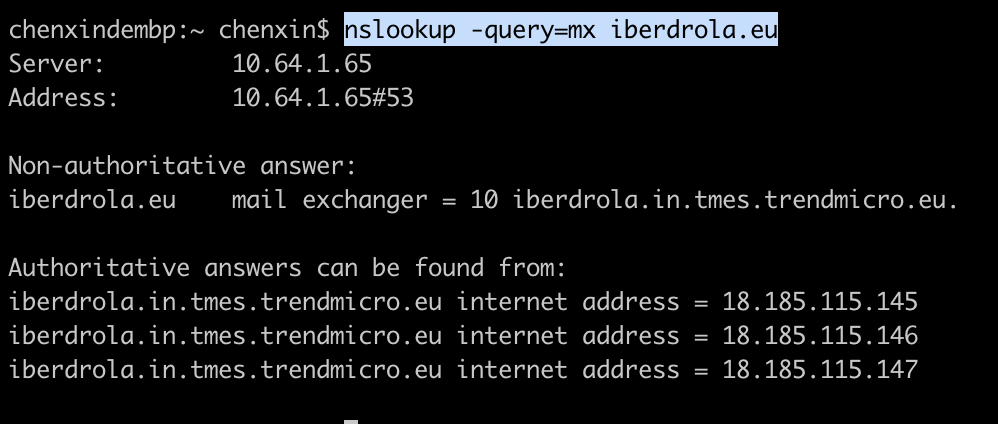 chenxindembp:~ chenxin$ nslookup -query=mx iberdrola.eu
Server:         10.64.1.65
Address:        10.64.1.65#53
Non-authoritative answer:
iberdrola.eu    mail exchanger = 10 iberdrola.in.tmes.trendmicro.eu.
Authoritative answers can be found from:
iberdrola.in.tmes.trendmicro.eu internet address = 18.185.115.145
iberdrola.in.tmes.trendmicro.eu internet address = 18.185.115.146
iberdrola.in.tmes.trendmicro.eu internet address = 18.185.115.147